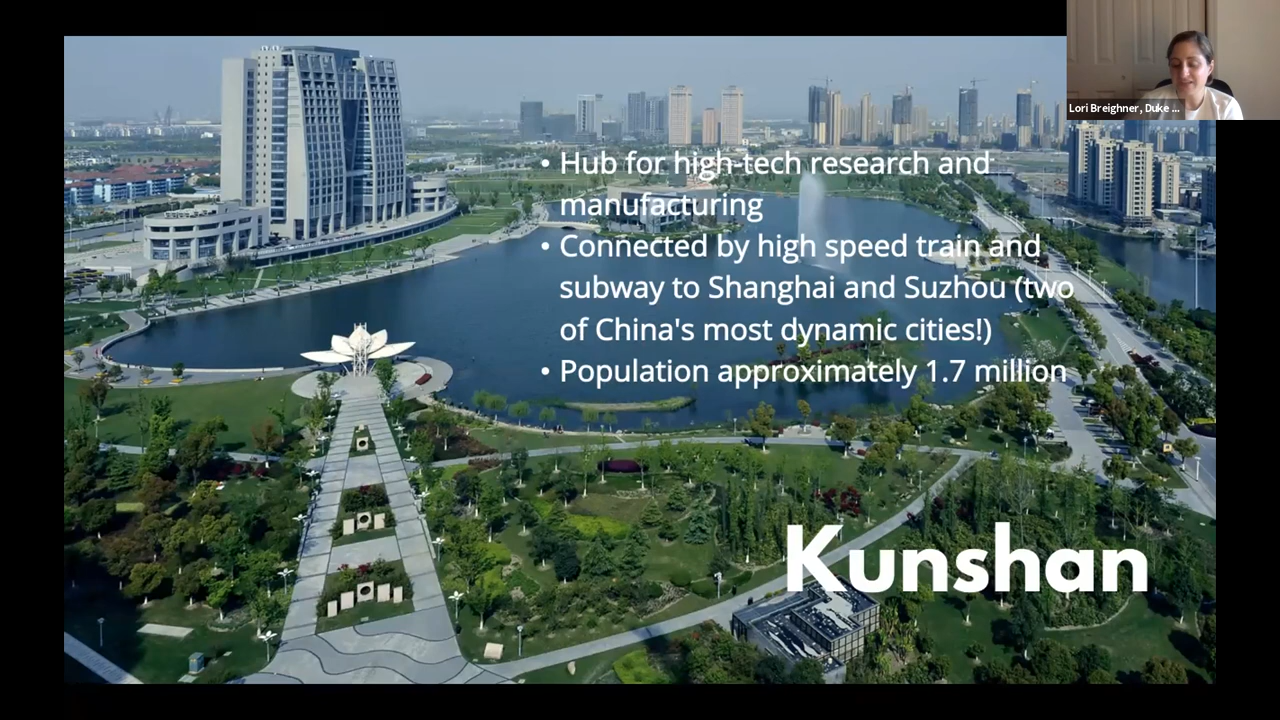 Lori Breighner, Duke ...
• Hub for high-tech research and
manufacturing
• Connected by high speed train and
subway to Shanghai and Suzhou (two
of China's most dynamic cities!)
• Population approximately 1.7 million
Kunshan